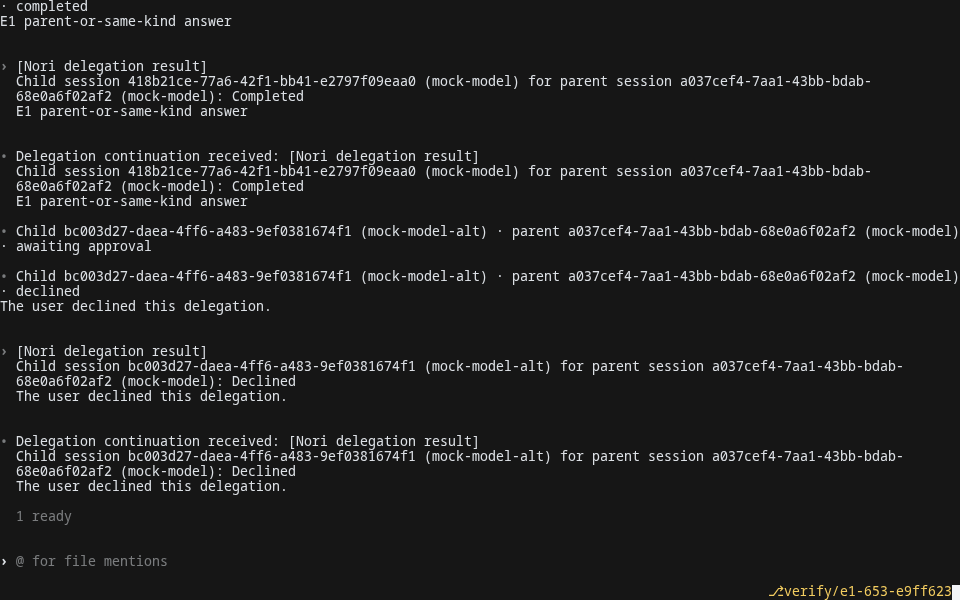 · completed
E1 parent-or-same-kind answer
› [Nori delegation result]
Child session 418b21ce-77a6-42f1-bb41-e2797f09eaa0 (mock-model) for parent session a037cef4-7aa1-43bb-bdab-
68e0a6f02af2 (mock-model): Completed
E1 parent-or-same-kind answer
• Delegation continuation received: [Nori delegation result]
Child session 418b21ce-77a6-42f1-bb41-e2797f09eaa0 (mock-model) for parent session a037cef4-7aa1-43bb-bdab-
68e0a6f02af2 (mock-model): Completed
E1 parent-or-same-kind answer
• Child bc003d27-daea-4ff6-a483-9ef0381674f1 (mock-model-alt) · parent a037cef4-7aa1-43bb-bdab-68e0a6f02af2 (mock-model)
· awaiting approval
• Child bc003d27-daea-4ff6-a483-9ef0381674f1 (mock-model-alt) · parent a037cef4-7aa1-43bb-bdab-68e0a6f02af2 (mock-model)
· declined
The user declined this delegation.
› [Nori delegation result]
Child session bc003d27-daea-4ff6-a483-9ef0381674f1 (mock-model-alt) for parent session a037cef4-7aa1-43bb-bdab-
68e0a6f02af2 (mock-model): Declined
The user declined this delegation.
• Delegation continuation received: [Nori delegation result]
Child session bc003d27-daea-4ff6-a483-9ef0381674f1 (mock-model-alt) for parent session a037cef4-7aa1-43bb-bdab-
68e0a6f02af2 (mock-model): Declined
The user declined this delegation.
1 ready
› @ for file mentions
⎇verify/e1-653-e9ff623